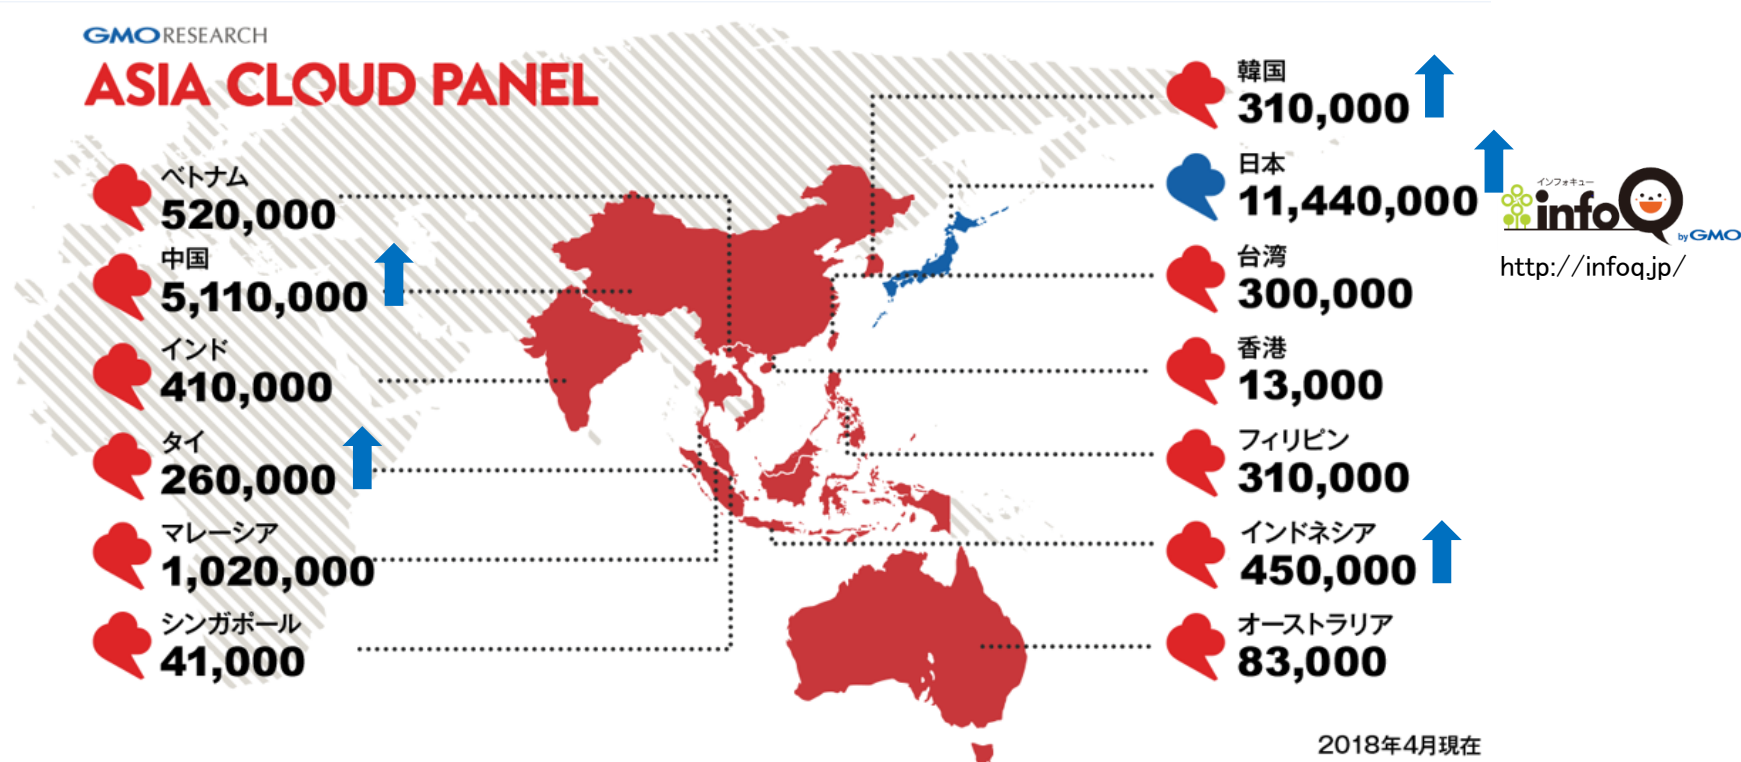 GMO RESEARCH
ASIA CLOUD PANEL
ベトナム
520,000
中国
5,110,000
インド
410,000
タイ
260,000
マレーシア
1,020,000
シンガポール
41,000
韓国
310,000
日本
11,440,000
台湾
300,000
香港
13,000
フィリピン
310,000
インドネシア
450,000
オーストラリア
83,000
インフォキュー
infoQ
by GMO
http://infoq.jp/
2018年4月現在